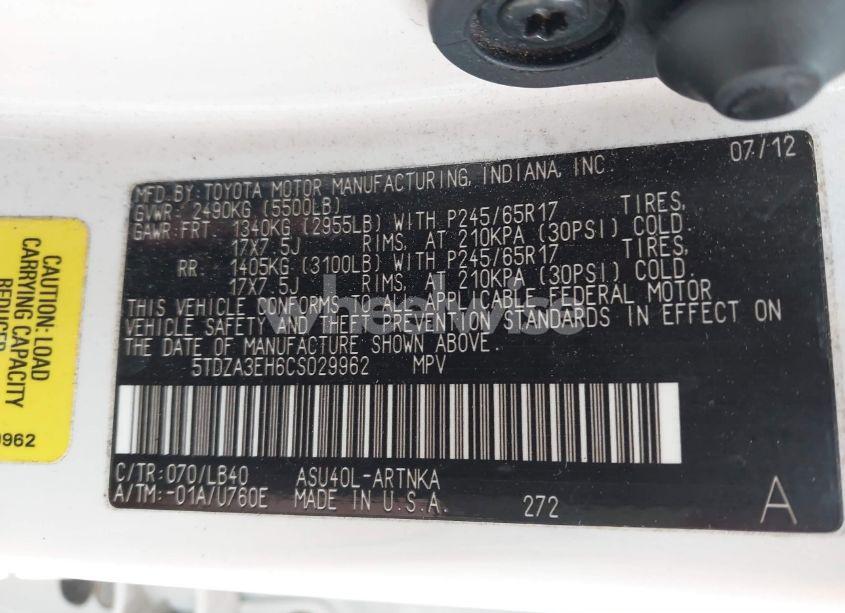 07/12
MFD. BY: TOYOTA MOTOR MANUFACTURING, INDIANA, INC
GVWR: 2490KG (5500LB)
GAWR: FRT 1340KG (2955LB) WITH P245/65R17 TIRES,
17X7.5J RIMS, AT 210KPA (30PSI) COLD.
RR 1405KG (3100LB) WITH P245/65R17 TIRES,
17X7.5J RIMS, AT 210KPA (30PSI) COLD.
THIS VEHICLE CONFORMS TO ALL APPLICABLE FEDERAL MOTOR
VEHICLE SAFETY AND THEFT PREVENTION STANDARDS IN EFFECT ON
THE DATE OF MANUFACTURE SHOWN ABOVE.
5TDZA3EH6CS029962 MPV
C/TR: 070/LB40 ASU40L-ARTNKA
A/TM: -01A/U760E MADE IN U.S.A. 272 A
wheelwise
CAUTION: LOAD
CARRYING CAPACITY
REDUCED
9962